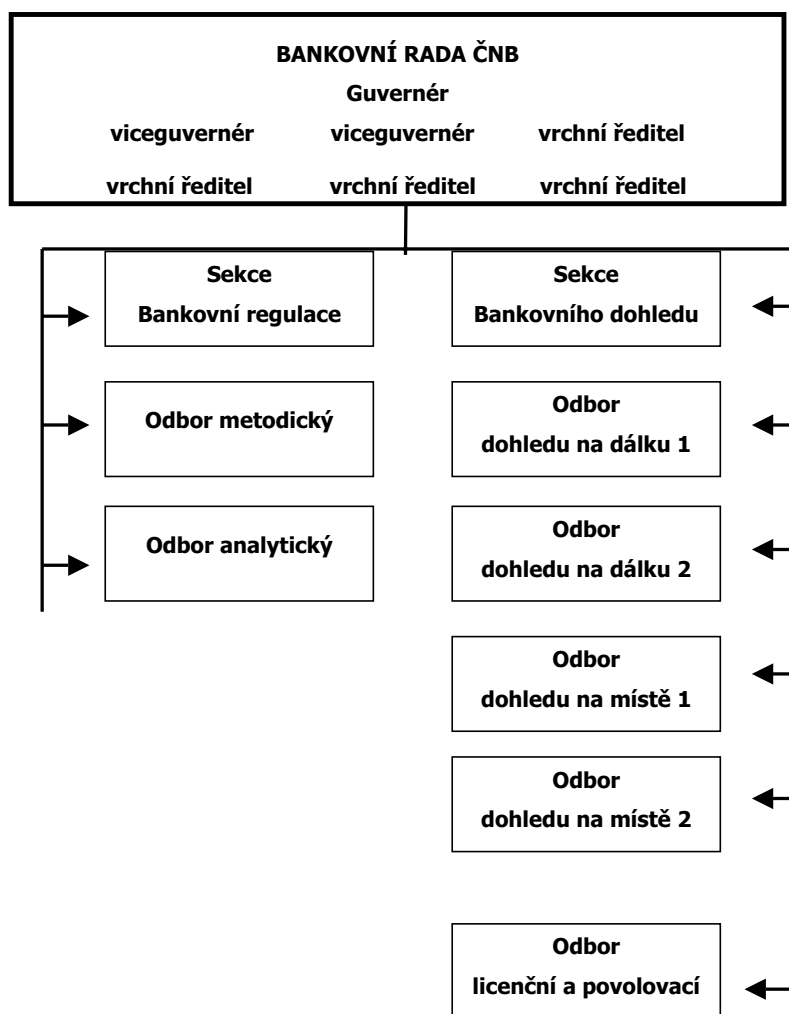 BANKOVNÍ RADA ČNB
Guvernér
viceguvernér viceguvernér vrchní ředitel
vrchní ředitel vrchní ředitel vrchní ředitel
Sekce
Bankovní regulace
Odbor metodický
Odbor analytický
Sekce
Bankovního dohledu
Odbor
dohledu na dálku 1
Odbor
dohledu na dálku 2
Odbor
dohledu na místě 1
Odbor
dohledu na místě 2
Odbor
licenční a povolovací